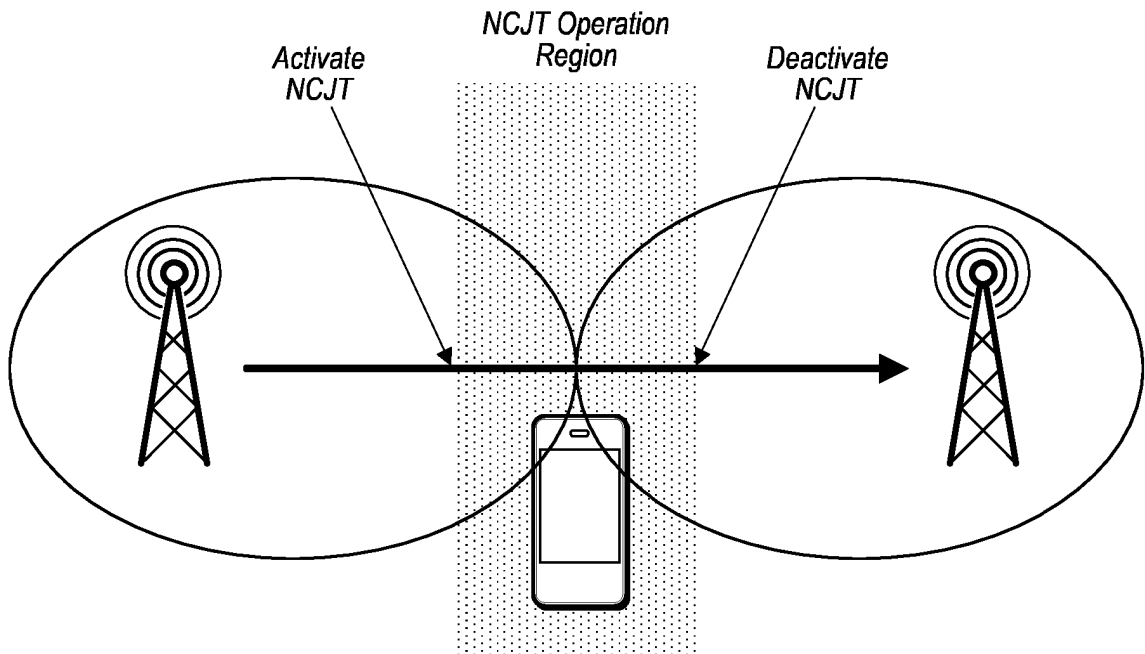 NCJT Operation
Region
Activate
NCJT
Deactivate
NCJT